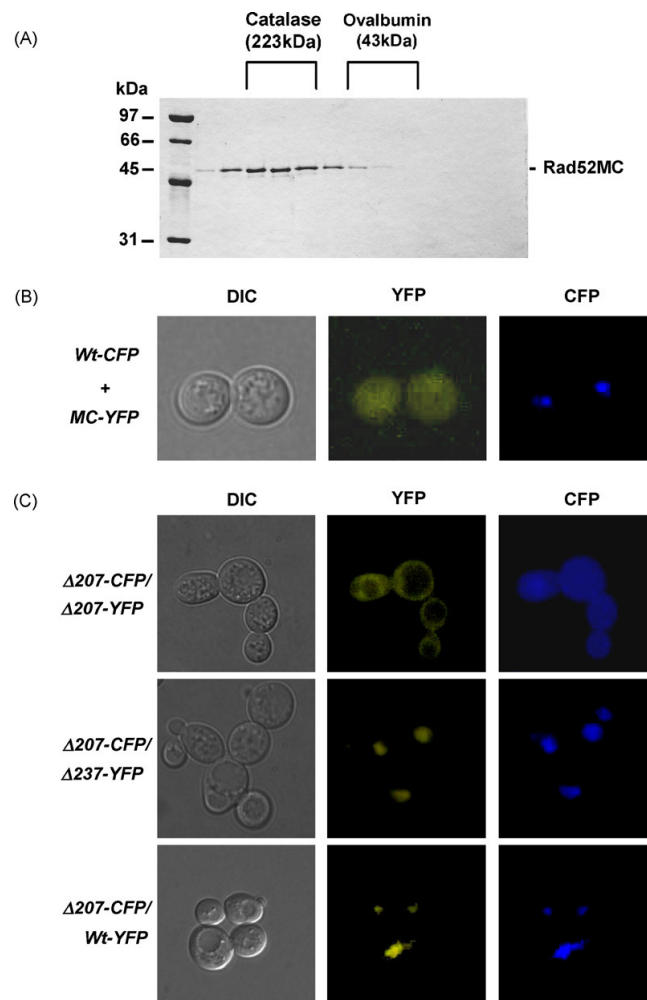 (A)
Catalase
(223kDa)
Ovalbumin
(43kDa)
kDa
97
66
45
31
- Rad52MC
(B)
DIC YFP CFP
Wt-CFP
+
MC-YFP
(C)
DIC YFP CFP
Δ207-CFP/
Δ207-YFP
Δ207-CFP/
Δ237-YFP
Δ207-CFP/
Wt-YFP